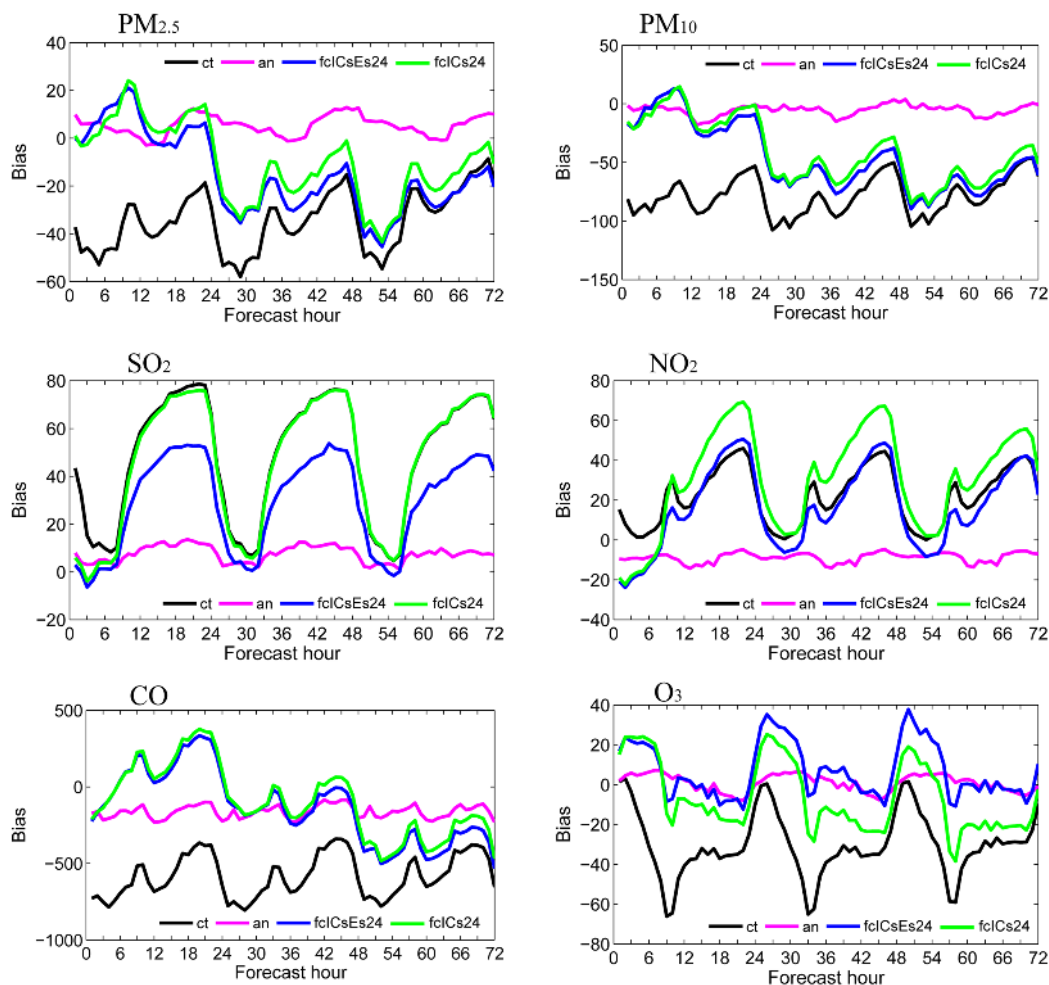 PM2.5
PM10
40
20
0
−20
−40
−60
Bias
ct
an
fcICsEs24
fcICs24
0 6 12 18 24 30 36 42 48 54 60 66 72
Forecast hour
50
0
−50
−100
−150
Bias
ct
an
fcICsEs24
fcICs24
0 6 12 18 24 30 36 42 48 54 60 66 72
Forecast hour
SO2
NO2
80
60
40
20
0
−20
Bias
ct
an
fcICsEs24
fcICs24
0 6 12 18 24 30 36 42 48 54 60 66 72
Forecast hour
80
60
40
20
0
−20
−40
Bias
ct
an
fcICsEs24
fcICs24
0 6 12 18 24 30 36 42 48 54 60 66 72
Forecast hour
CO
O3
500
0
−500
−1000
Bias
ct
an
fcICsEs24
fcICs24
0 6 12 18 24 30 36 42 48 54 60 66 72
Forecast hour
40
20
0
−20
−40
−60
−80
Bias
ct
an
fcICsEs24
fcICs24
0 6 12 18 24 30 36 42 48 54 60 66 72
Forecast hour